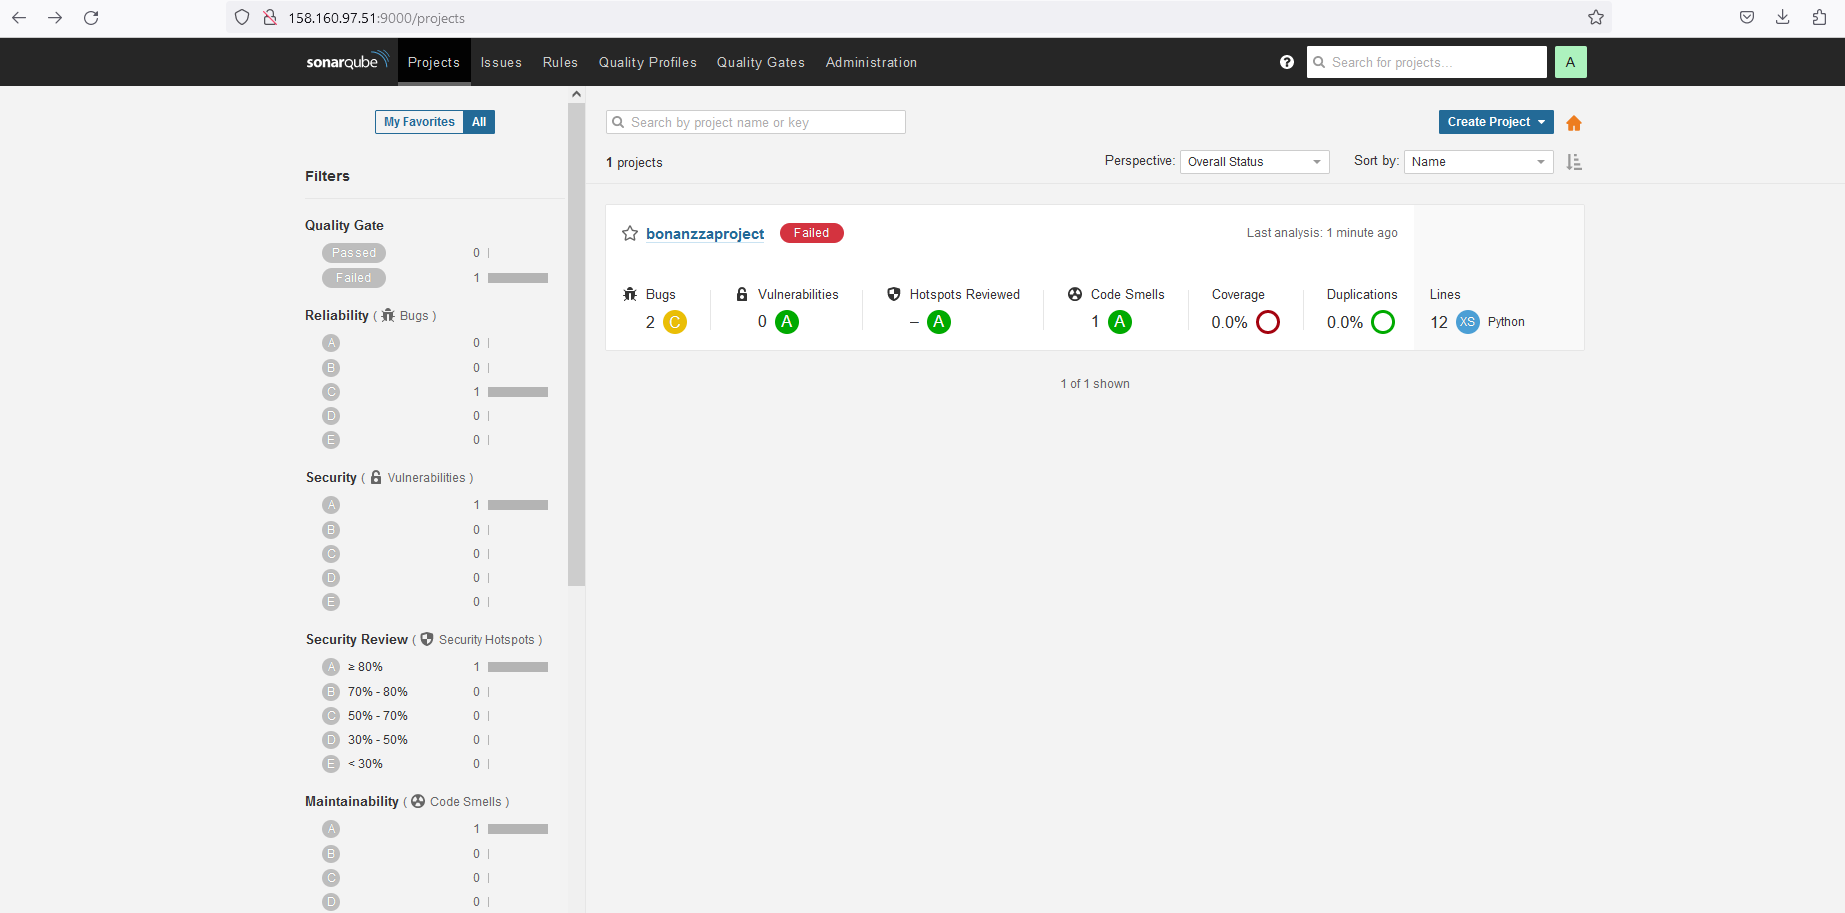 158.160.97.51:9000/projects
sonarqube Projects Issues Rules Quality Profiles Quality Gates Administration ? Search for projects... A
My Favorites All
Filters
Quality Gate
Passed 0
Failed 1
Reliability ( Bugs )
A 0
B 0
C 1
D 0
E 0
Security ( Vulnerabilities )
A 1
B 0
C 0
D 0
E 0
Security Review ( Security Hotspots )
A ≥ 80% 1
B 70% - 80% 0
C 50% - 70% 0
D 30% - 50% 0
E < 30% 0
Maintainability ( Code Smells )
A 1
B 0
C 0
D 0
Search by project name or key
Create Project
1 projects
Perspective: Overall Status Sort by: Name
bonanzzaproject Failed Last analysis: 1 minute ago
Bugs Vulnerabilities Hotspots Reviewed Code Smells Coverage Duplications Lines
2 C 0 A – A 1 A 0.0% 0.0% 12 XS Python
1 of 1 shown